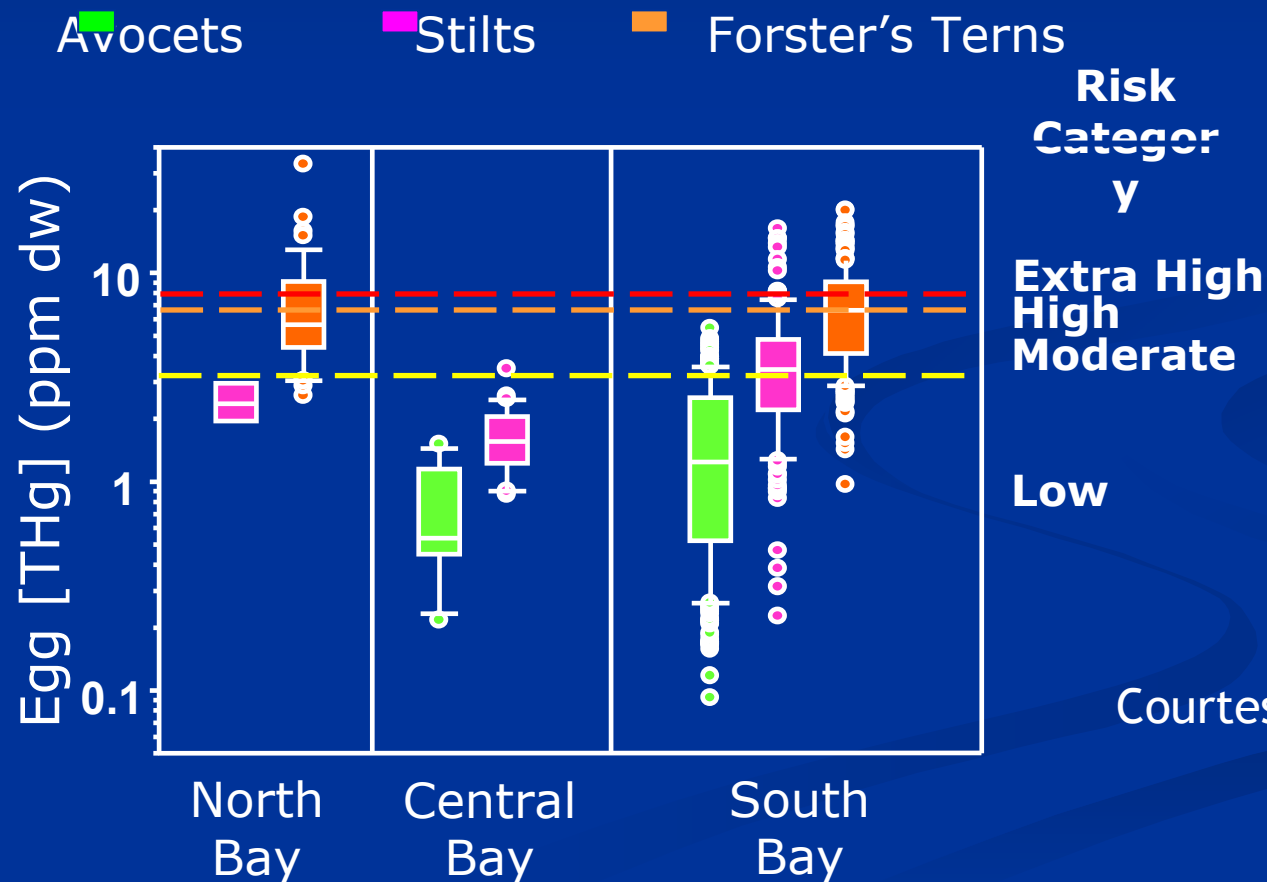 Avocets Stilts Forster’s Terns
Risk
Categor
y
Egg [THg] (ppm dw)
10
1
0.1
Extra High
High
Moderate
Low
Courtes
North
Bay
Central
Bay
South
Bay